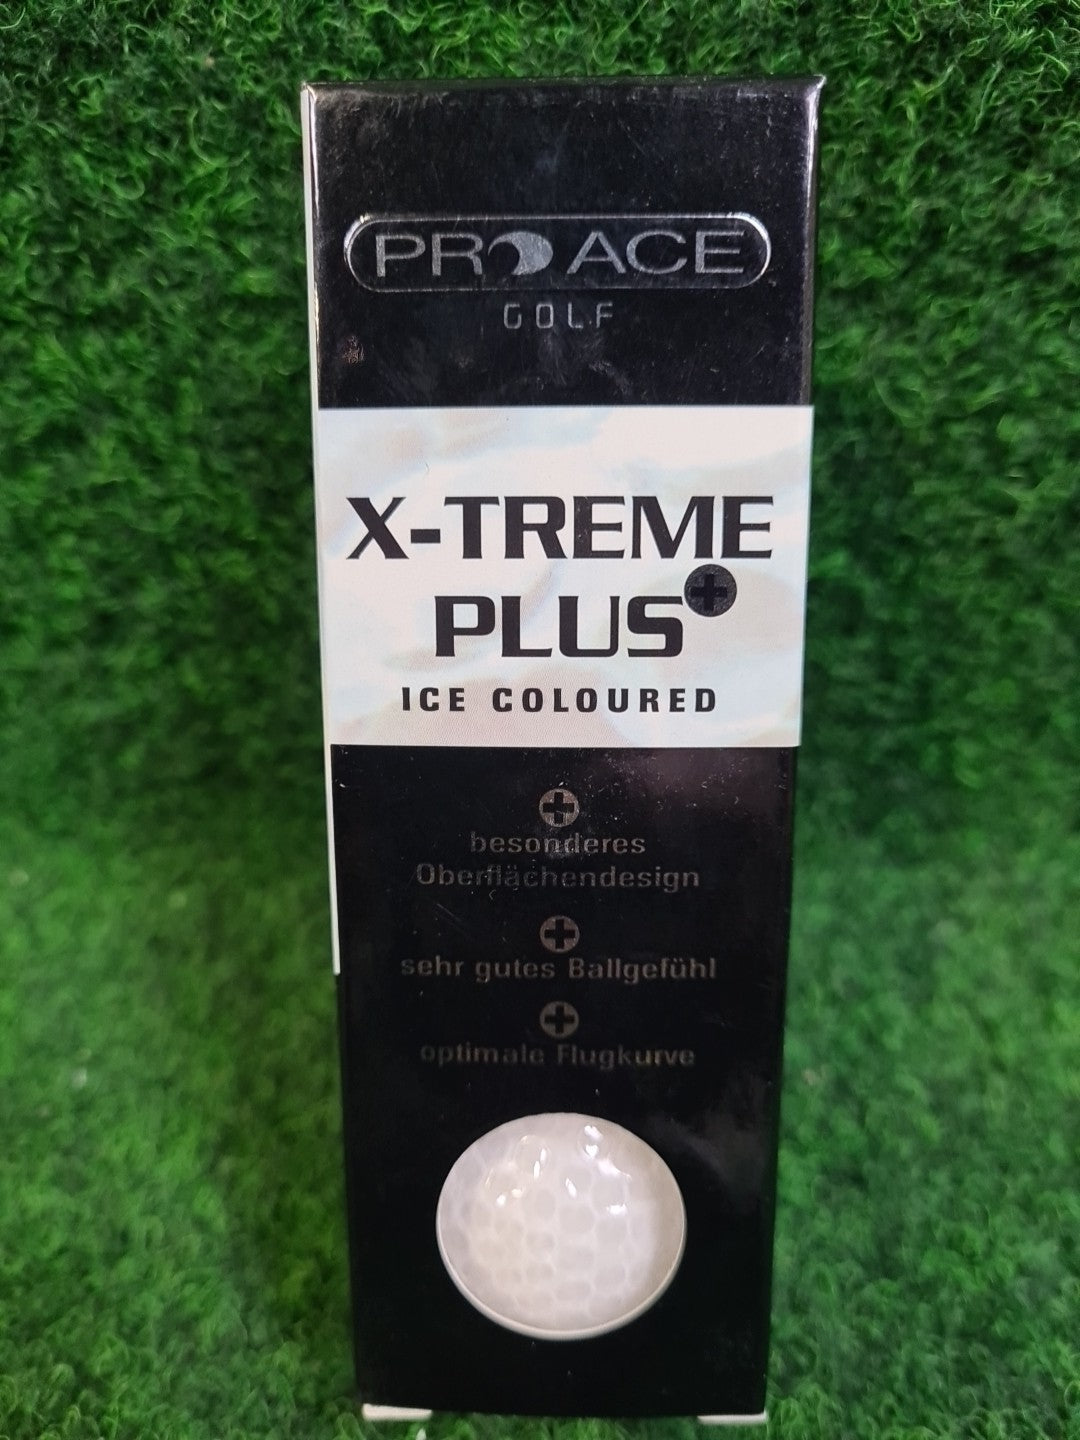 PRO ACE
GOLF
X-TREME
PLUS+
ICE COLOURED
besonderes
Oberflächendesign
sehr gutes Ballgefühl
optimale Flugkurve